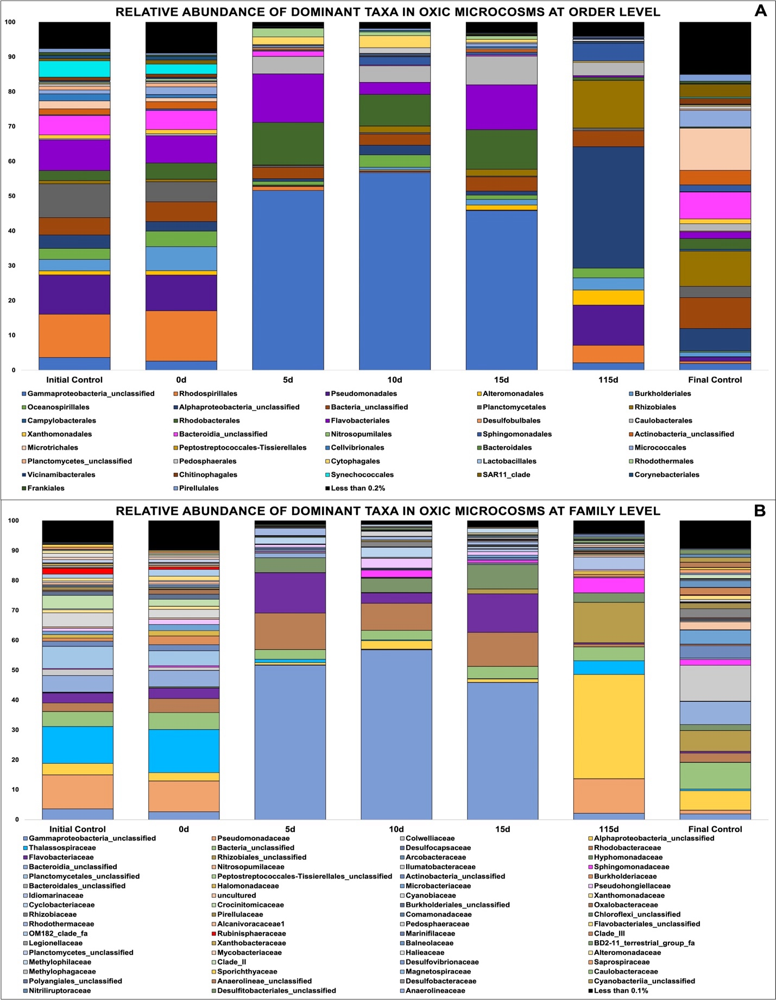 RELATIVE ABUNDANCE OF DOMINANT TAXA IN OXIC MICROCOSMS AT ORDER LEVEL A
100
90
80
70
60
50
40
30
20
10
0
Initial Control 0d 5d 10d 15d 115d Final Control
Gammaproteobacteria_unclassified Rhodospirillales Pseudomonadales Alteromonadales Burkholderiales
Oceanospirillales Alphaproteobacteria_unclassified Bacteria_unclassified Planctomycetales Rhizobiales
Campylobacterales Rhodobacterales Flavobacteriales Desulfobulbales Caulobacterales
Xanthomonadales Bacteroidia_unclassified Nitrosopumilales Sphingomonadales Actinobacteria_unclassified
Microtrichales Peptostreptococcales-Tissierellales Cellvibrionales Bacteroidales Micrococcales
Planctomycetes_unclassified Pedosphaerales Cytophagales Lactobacillales Rhodothermales
Vicinamibacterales Chitinophagales Synechococcales SAR11_clade Corynebacteriales
Frankiales Pirellulales Less than 0.2%
RELATIVE ABUNDANCE OF DOMINANT TAXA IN OXIC MICROCOSMS AT FAMILY LEVEL B
100
90
80
70
60
50
40
30
20
10
0
Initial Control 0d 5d 10d 15d 115d Final Control
Gammaproteobacteria_unclassified Pseudomonadaceae Colwelliaceae Alphaproteobacteria_unclassified
Thalassospiraceae Bacteria_unclassified Desulfocapsaceae Rhodobacteraceae
Flavobacteriaceae Rhizobiales_unclassified Arcobacteraceae Hyphomonadaceae
Bacteroidia_unclassified Nitrosopumilaceae Ilumatobacteraceae Sphingomonadaceae
Planctomycetales_unclassified Peptostreptococcales-Tissierellales_unclassified Actinobacteria_unclassified Burkholderiaceae
Bacteroidales_unclassified Halomonadaceae Microbacteriaceae Pseudohongiellaceae
Idiomarinaceae uncultured Cyanobiaceae Xanthomonadaceae
Cyclobacteriaceae Crocinitomicaceae Burkholderiales_unclassified Oxalobacteraceae
Rhizobiaceae Pirellulaceae Comamonadaceae Chloroflexi_unclassified
Rhodothermaceae Alcanivoracaceae1 Pedosphaeraceae Flavobacteriales_unclassified
OM182_clade_fa Rubinisphaeraceae Marinifilaceae Clade_III
Legionellaceae Xanthobacteraceae Balneolaceae BD2-11_terrestrial_group_fa
Planctomycetes_unclassified Mycobacteriaceae Halieaceae Alteromonadaceae
Methylophilaceae Clade_II Desulfovibrionaceae Saprospiraceae
Methylophagaceae Sporichthyaceae Magnetospiraceae Caulobacteraceae
Polyangiales_unclassified Anaerolineae_unclassified Desulfobacteraceae Cyanobacteriia_unclassified
Nitriliruptoraceae Desulfitobacteriales_unclassified Anaerolineaceae Less than 0.1%